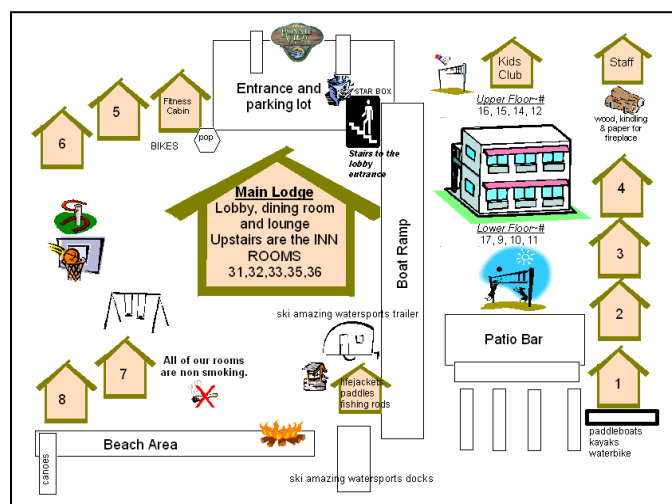 BONNIE VIEW
Entrance and
parking lot
STAR BOX
Stairs to the
lobby
entrance
Kids
Club
Staff
wood, kindling
& paper for
fireplace
Upper Floor~#
16, 15, 14, 12
Lower Floor~#
17, 9, 10, 11
6
5
Fitness
Cabin
pop
BIKES
Main Lodge
Lobby, dining room
and lounge
Upstairs are the INN
ROOMS
31,32,33,35,36
Boat Ramp
4
3
2
1
Patio Bar
ski amazing watersports trailer
lifejackets
paddles
fishing rods
8
7
All of our rooms
are non smoking.
Beach Area
canoes
ski amazing watersports docks
paddleboats
kayaks
waterbike